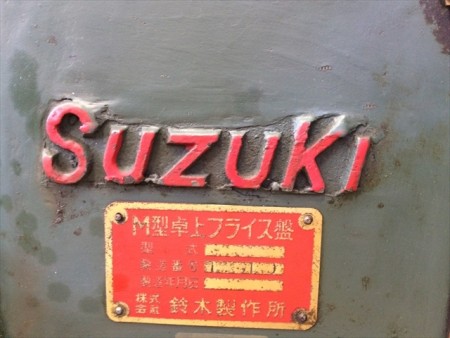 Suzuki
M型卓上フライス盤
型式
製造番号
製造年月日
株式会社 鈴木製作所